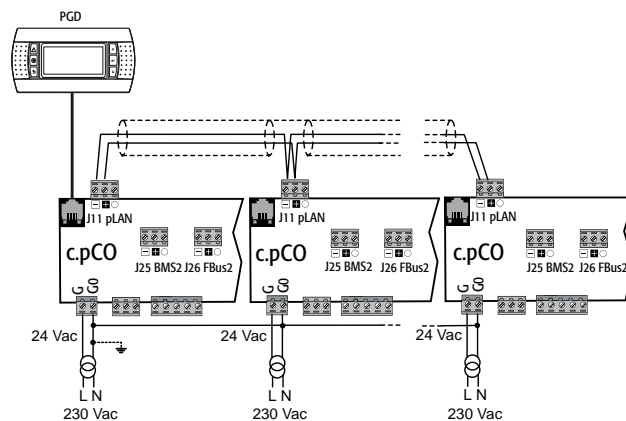 PGD
J11 pLAN
J11 pLAN
J11 pLAN
c.pCO
c.pCO
c.pCO
J25 BMS2 J26 FBus2
J25 BMS2 J26 FBus2
J25 BMS2 J26 FBus2
G
G0
G
G0
G
G0
24 Vac
24 Vac
24 Vac
L N
L N
L N
230 Vac
230 Vac
230 Vac